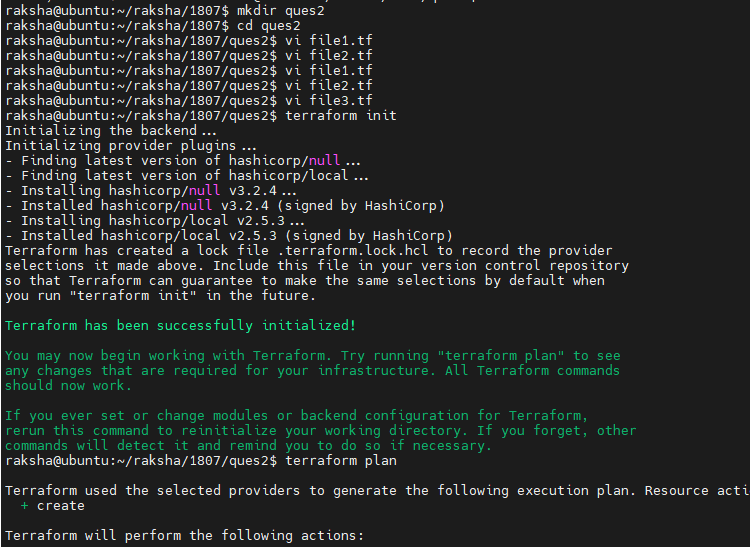 raksha@ubuntu:~/raksha/1807$ mkdir ques2
raksha@ubuntu:~/raksha/1807$ cd ques2
raksha@ubuntu:~/raksha/1807/ques2$ vi file1.tf
raksha@ubuntu:~/raksha/1807/ques2$ vi file2.tf
raksha@ubuntu:~/raksha/1807/ques2$ vi file1.tf
raksha@ubuntu:~/raksha/1807/ques2$ vi file2.tf
raksha@ubuntu:~/raksha/1807/ques2$ vi file3.tf
raksha@ubuntu:~/raksha/1807/ques2$ terraform init
Initializing the backend...
Initializing provider plugins...
- Finding latest version of hashicorp/null...
- Finding latest version of hashicorp/local...
- Installing hashicorp/null v3.2.4...
- Installed hashicorp/null v3.2.4 (signed by HashiCorp)
- Installing hashicorp/local v2.5.3...
- Installed hashicorp/local v2.5.3 (signed by HashiCorp)
Terraform has created a lock file .terraform.lock.hcl to record the provider
selections it made above. Include this file in your version control repository
so that Terraform can guarantee to make the same selections by default when
you run "terraform init" in the future.
Terraform has been successfully initialized!
You may now begin working with Terraform. Try running "terraform plan" to see
any changes that are required for your infrastructure. All Terraform commands
should now work.
If you ever set or change modules or backend configuration for Terraform,
rerun this command to reinitialize your working directory. If you forget, other
commands will detect it and remind you to do so if necessary.
raksha@ubuntu:~/raksha/1807/ques2$ terraform plan
Terraform used the selected providers to generate the following execution plan. Resource acti
+ create
Terraform will perform the following actions: